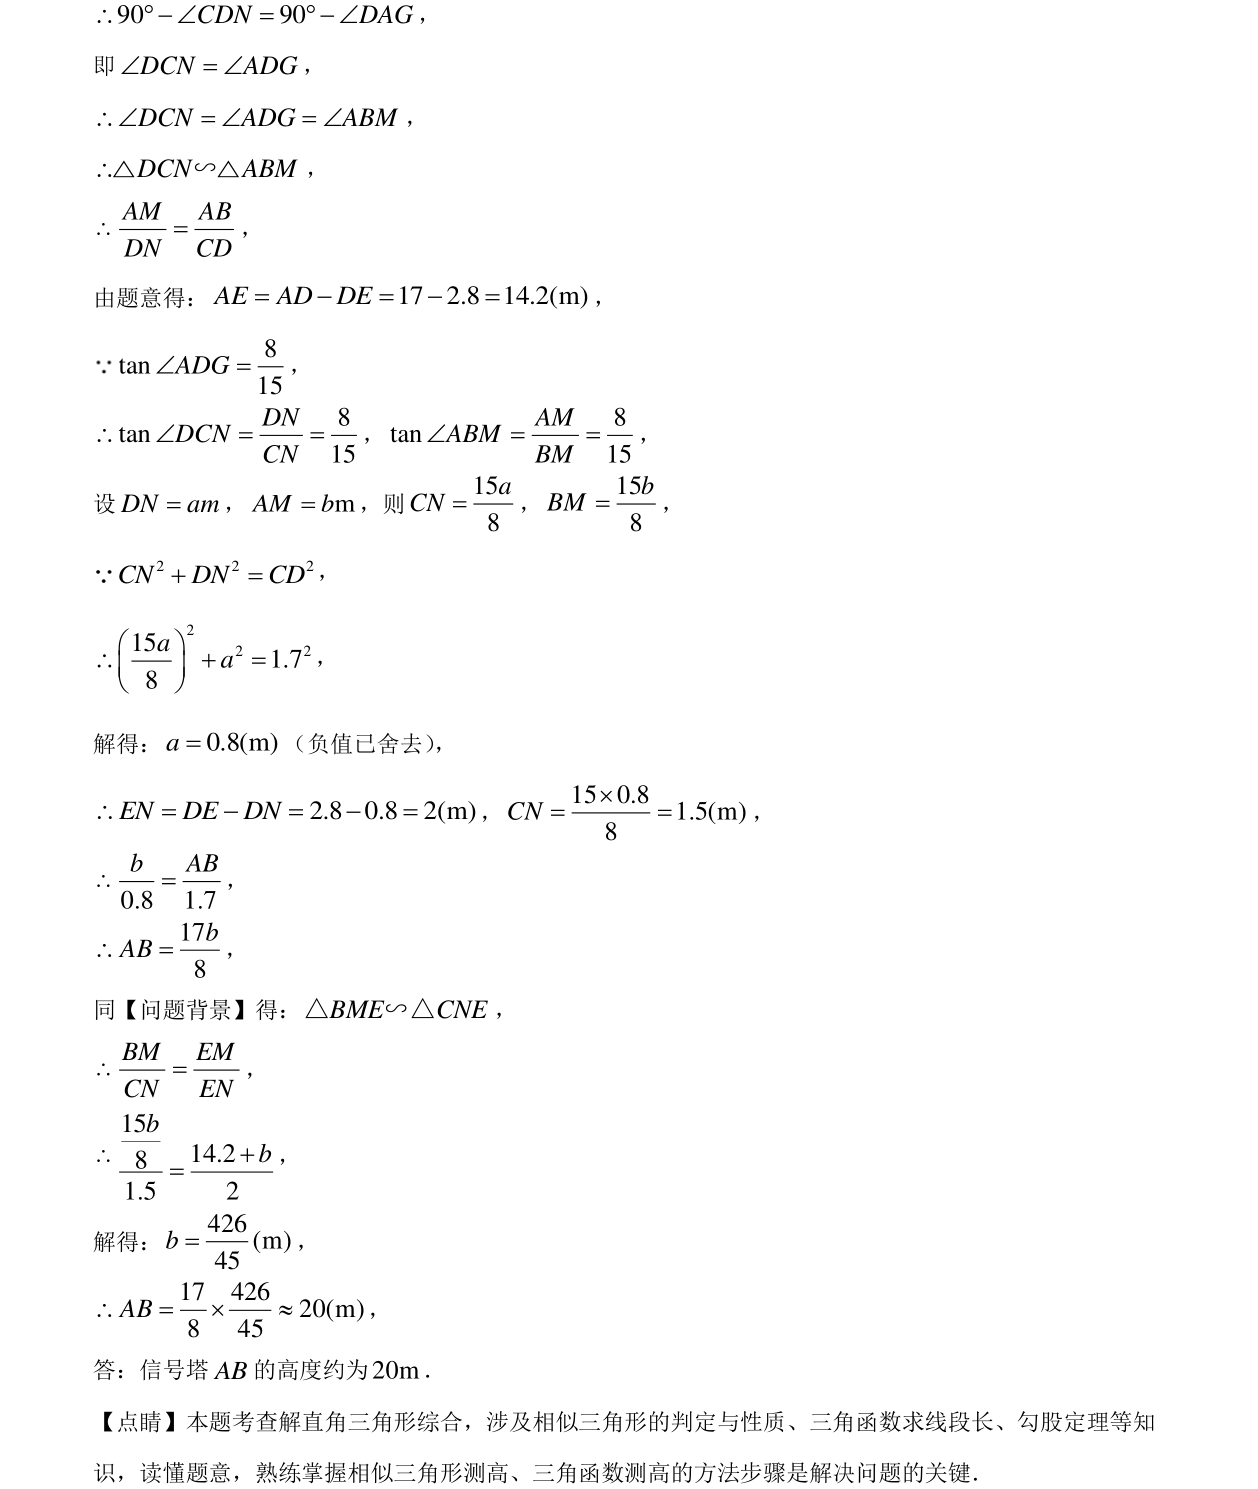 ∴90°−∠CDN=90°−∠DAG，
即∠DCN=∠ADG，
∴∠DCN=∠ADG=∠ABM，
∴△DCN∽△ABM，
∴AM/DN=AB/CD，
由题意得：AE=AD−DE=17−2.8=14.2(m)，
∵tan∠ADG=8/15，
∴tan∠DCN=DN/CN=8/15，tan∠ABM=AM/BM=8/15，
设DN=am，AM=bm，则CN=15a/8，BM=15b/8，
∵CN²+DN²=CD²，
∴(15a/8)²+a²=1.7²，
解得：a=0.8(m)（负值已舍去），
∴EN=DE−DN=2.8−0.8=2(m)，CN=15×0.8/8=1.5(m)，
∴b/0.8=AB/1.7，
∴AB=17b/8，
同【问题背景】得：△BME∽△CNE，
∴BM/CN=EM/EN，
∴(15b/8)/1.5=(14.2+b)/2，
解得：b=426/45(m)，
∴AB=17/8×426/45≈20(m)，
答：信号塔AB的高度约为20m．
【点睛】本题考查解直角三角形综合，涉及相似三角形的判定与性质、三角函数求线段长、勾股定理等知
识，读懂题意，熟练掌握相似三角形测高、三角函数测高的方法步骤是解决问题的关键．